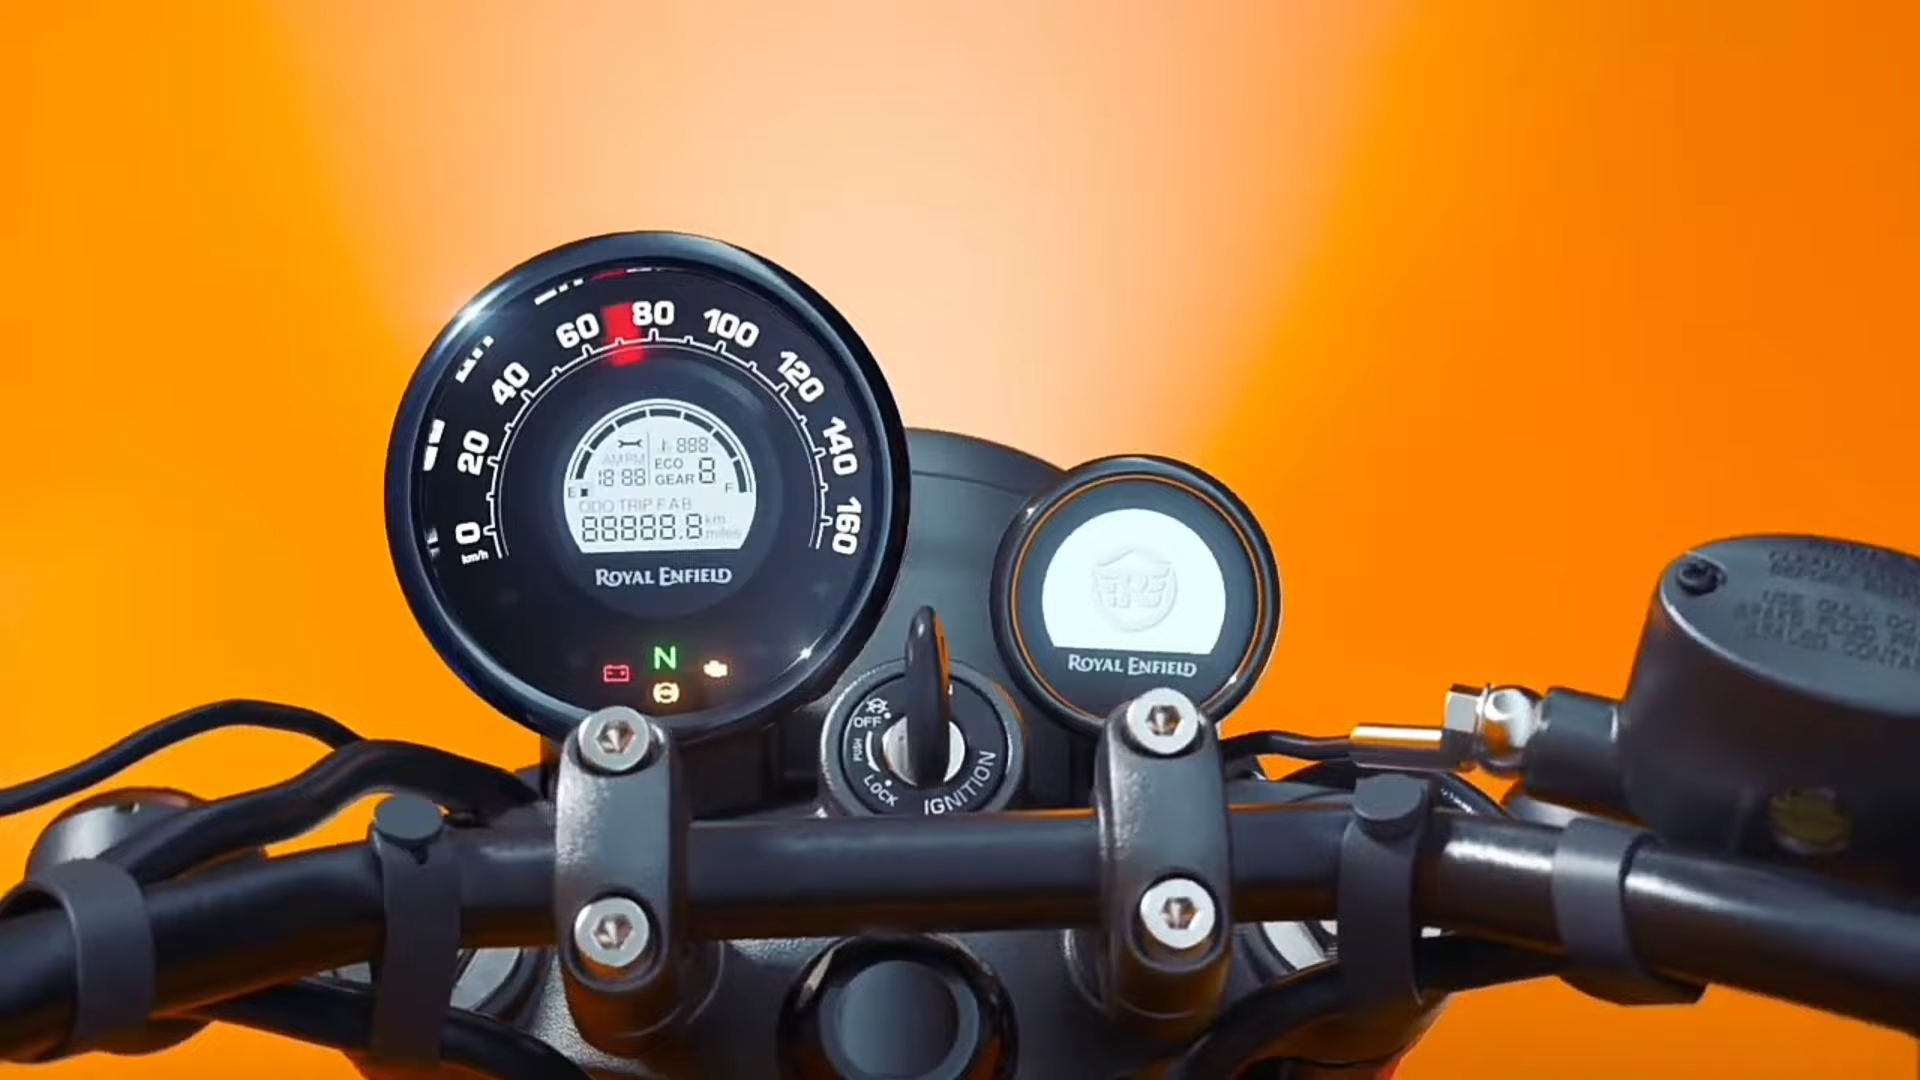 0
20
40
60
80
100
120
140
160
km/h
888
AM PM
ECO
18 88
GEAR 8
E
F
ODO TRIP F A B
88888.8 km
miles
ROYAL ENFIELD
N
ROYAL ENFIELD
OFF
PUSH
LOCK
IGNITION